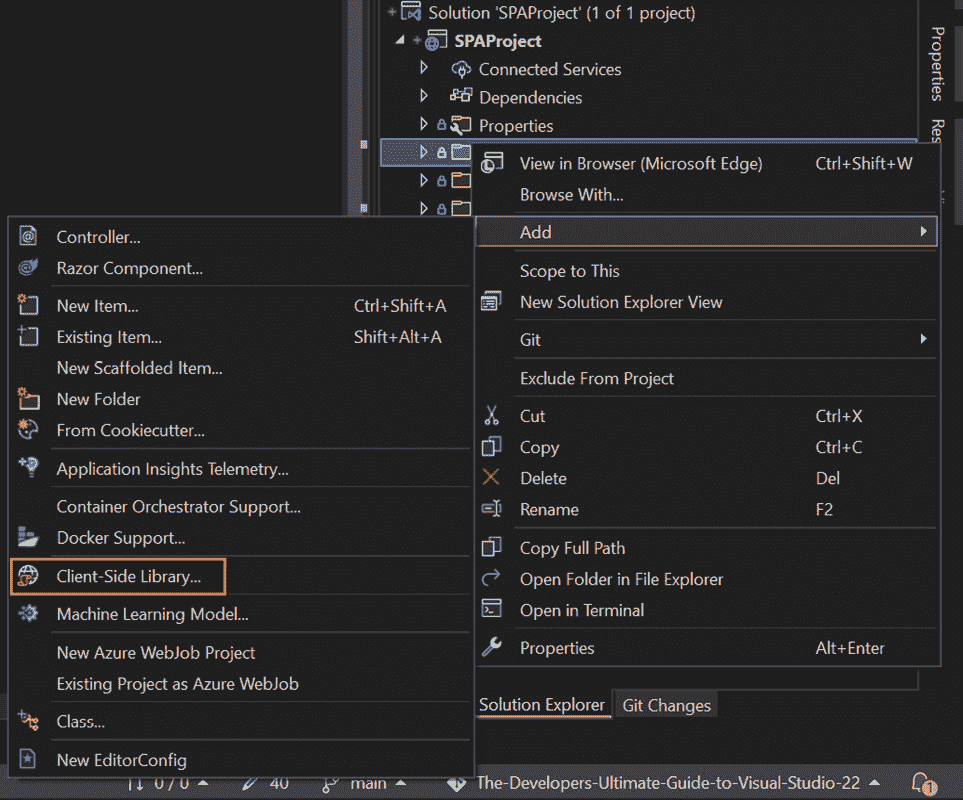 Solution 'SPAProject' (1 of 1 project)
SPAProject
Connected Services
Dependencies
Properties
Properties
Res
View in Browser (Microsoft Edge) Ctrl+Shift+W
Browse With...
Add
Scope to This
New Solution Explorer View
Git
Exclude From Project
Cut Ctrl+X
Copy Ctrl+C
Delete Del
Rename F2
Copy Full Path
Open Folder in File Explorer
Open in Terminal
Properties Alt+Enter
Controller...
Razor Component...
New Item... Ctrl+Shift+A
Existing Item... Shift+Alt+A
New Scaffolded Item...
New Folder
From Cookiecutter...
Application Insights Telemetry...
Container Orchestrator Support...
Docker Support...
Client-Side Library...
Machine Learning Model...
New Azure WebJob Project
Existing Project as Azure WebJob
Class...
New EditorConfig
Solution Explorer Git Changes
0 / 0 40 main The-Developers-Ultimate-Guide-to-Visual-Studio-22 1